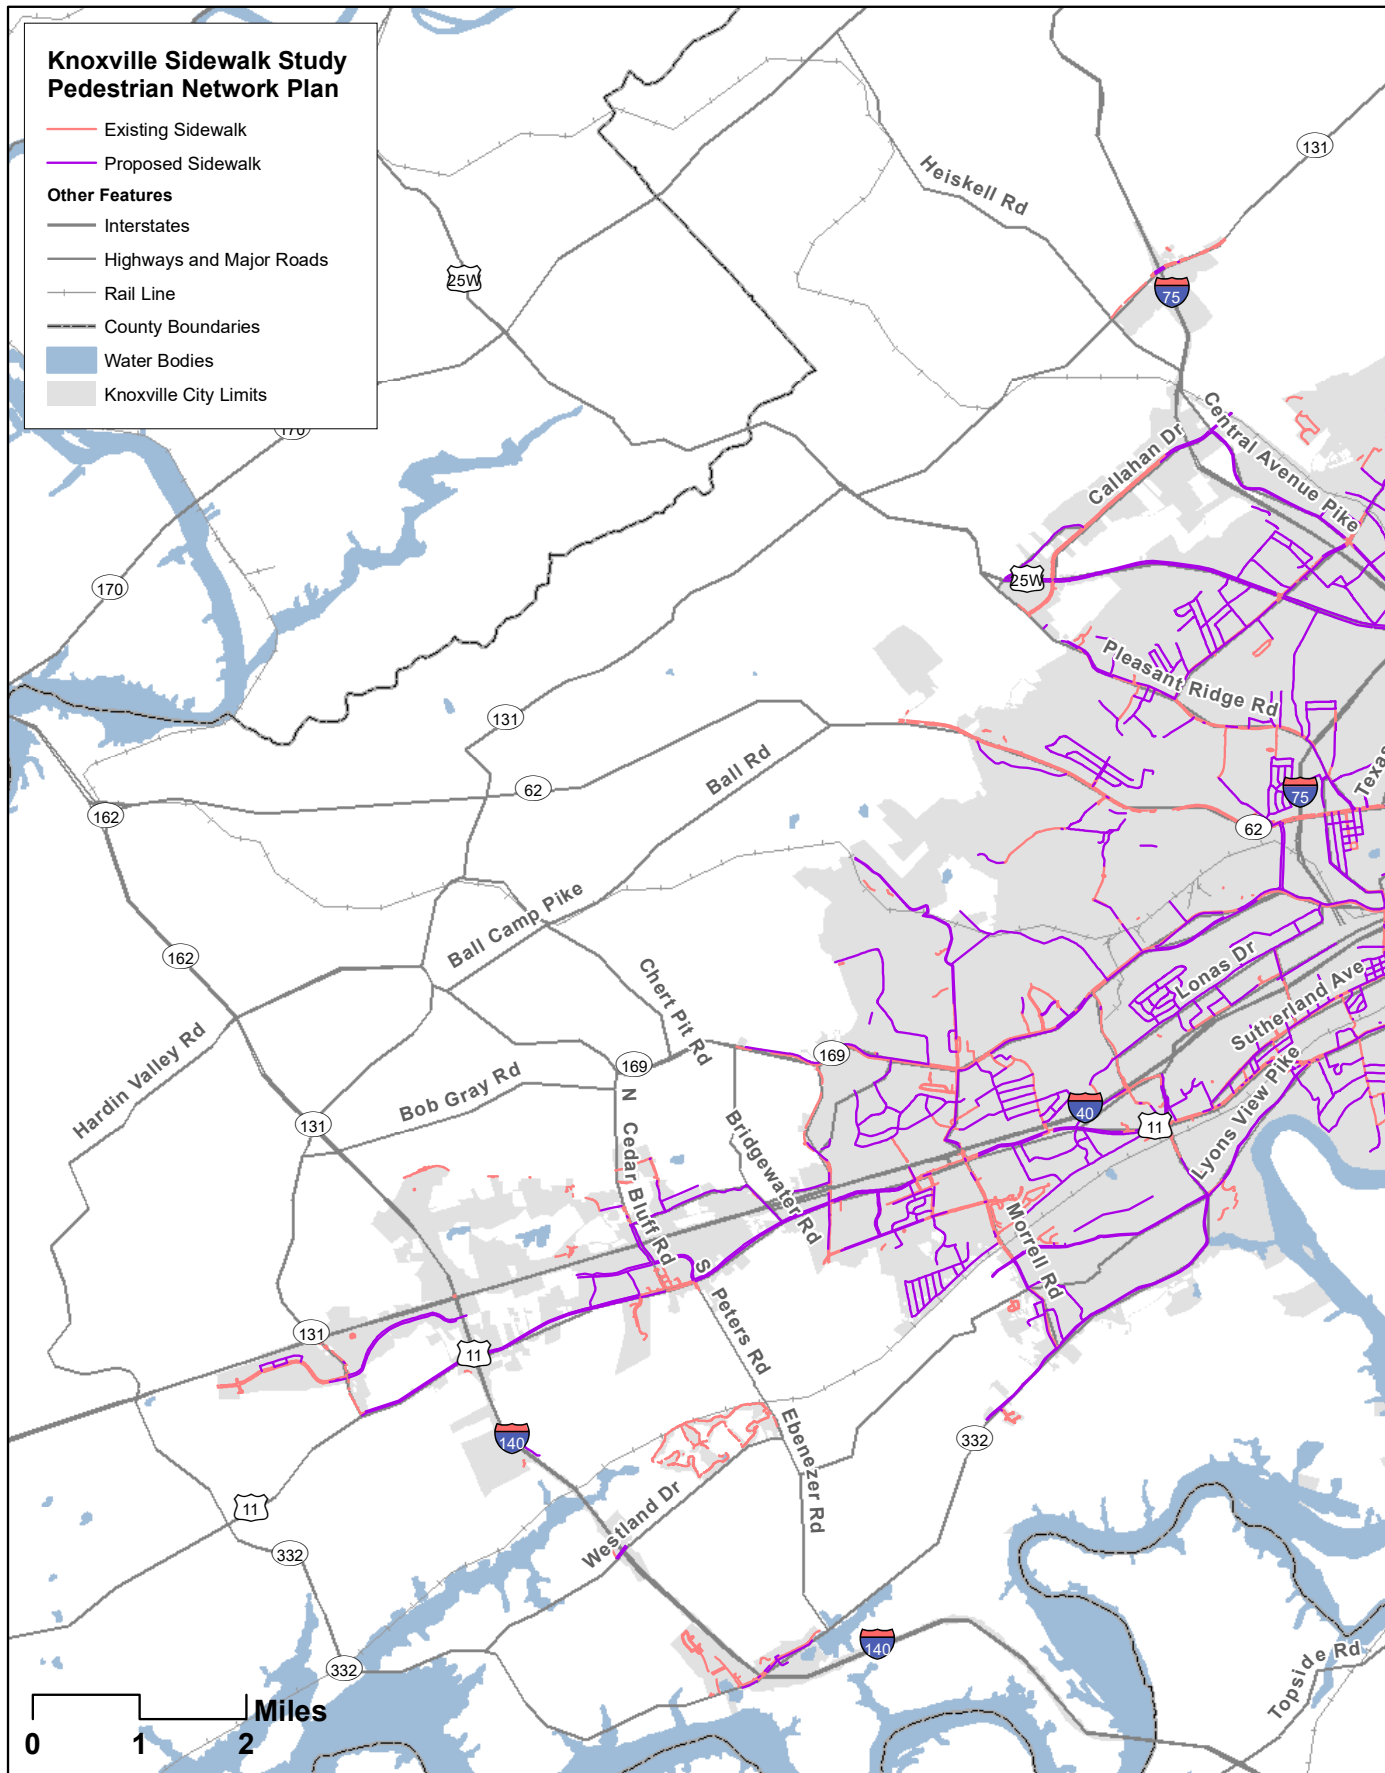 Knoxville Sidewalk Study
Pedestrian Network Plan
Existing Sidewalk
Proposed Sidewalk
Other Features
Interstates
Highways and Major Roads
Rail Line
County Boundaries
Water Bodies
Knoxville City Limits
131
Heiskell Rd
25W
75
170
Central Avenue Pike
Callahan Dr
25W
170
Pleasant Ridge Rd
131
Ball Rd
Texas
62
75
162
62
Ball Camp Pike
162
Chert Pit Rd
Lonas Dr
Sutherland Ave
Hardin Valley Rd
169
169
Bob Gray Rd
N Cedar Bluff Rd
Bridgewater Rd
40
11
131
Lyons View Pike
Morrell Rd
S Peters Rd
131
11
Ebenezer Rd
140
332
11
Westland Dr
332
140
332
Topside Rd
Miles
0 1 2